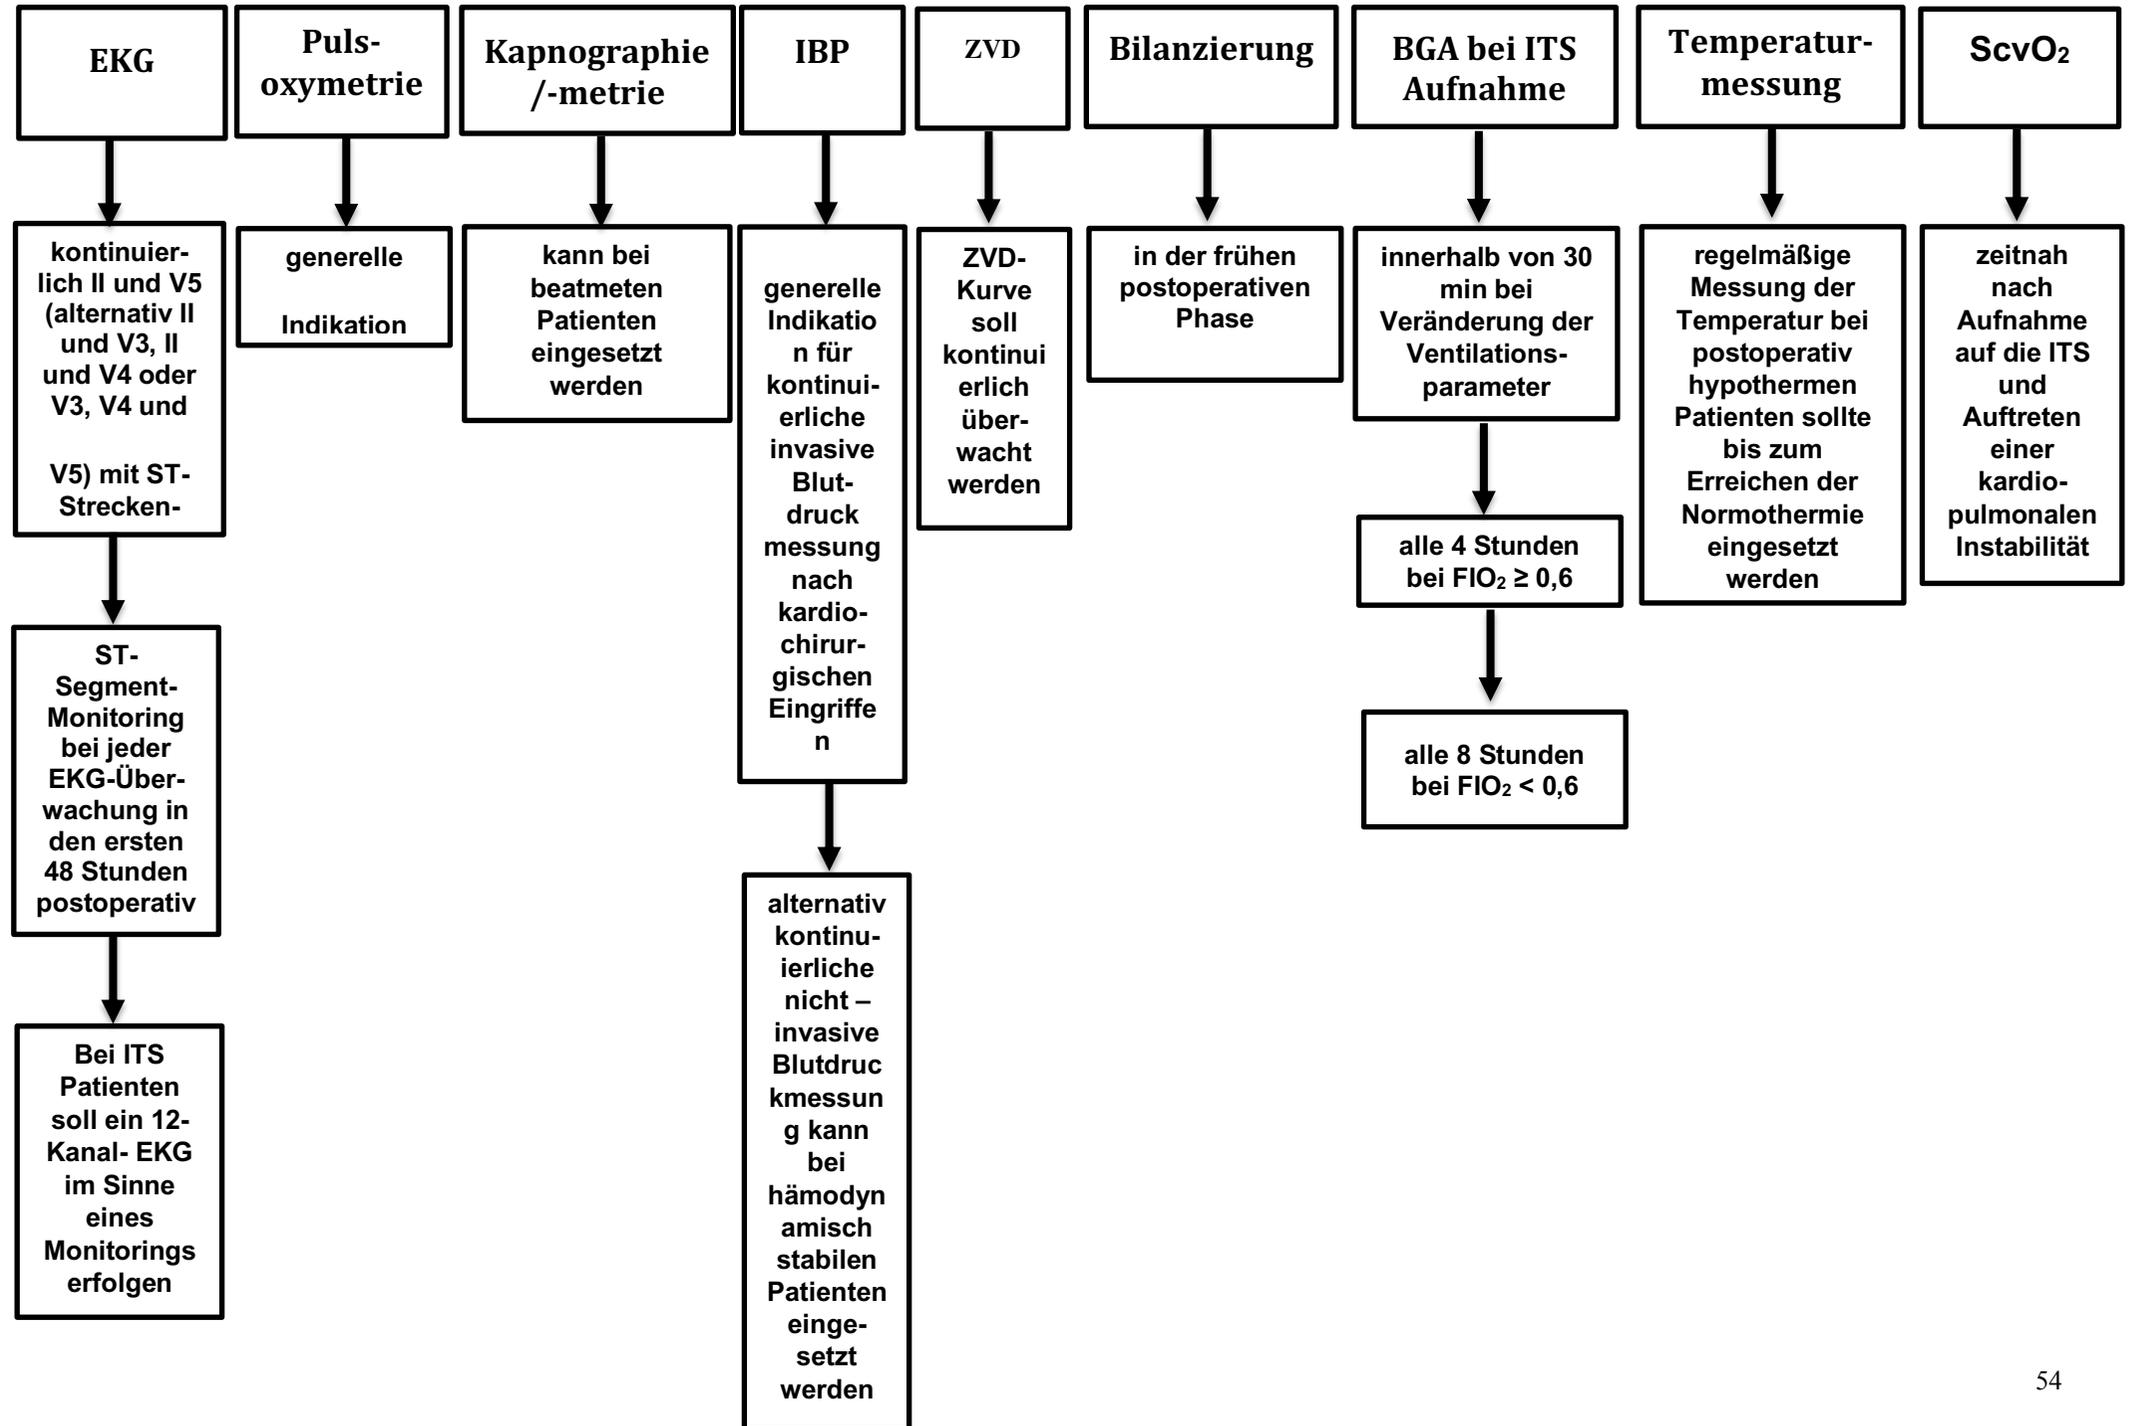 EKG
Puls-
oxymetrie
Kapnographie
/-metrie
IBP
ZVD
Bilanzierung
BGA bei ITS
Aufnahme
Temperatur-
messung
ScvO₂
kontinuier-
lich II und V5
(alternativ II
und V3, II
und V4 oder
V3, V4 und
V5) mit ST-
Strecken-
ST-
Segment-
Monitoring
bei jeder
EKG-Über-
wachung in
den ersten
48 Stunden
postoperativ
Bei ITS
Patienten
soll ein 12-
Kanal- EKG
im Sinne
eines
Monitorings
erfolgen
generelle
Indikation
kann bei
beatmeten
Patienten
eingesetzt
werden
generelle
Indikatio
n für
kontinui-
erliche
invasive
Blut-
druck
messung
nach
kardio-
chirur-
gischen
Eingriffe
n
alternativ
kontinu-
ierliche
nicht –
invasive
Blutdruc
kmessun
g kann
bei
hämodyn
amisch
stabilen
Patienten
einge-
setzt
werden
ZVD-
Kurve
soll
kontinui
erlich
über-
wacht
werden
in der frühen
postoperativen
Phase
innerhalb von 30
min bei
Veränderung der
Ventilations-
parameter
alle 4 Stunden
bei FIO₂ ≥ 0,6
alle 8 Stunden
bei FIO₂ < 0,6
regelmäßige
Messung der
Temperatur bei
postoperativ
hypothermen
Patienten sollte
bis zum
Erreichen der
Normothermie
eingesetzt
werden
zeitnah
nach
Aufnahme
auf die ITS
und
Auftreten
einer
kardio-
pulmonalen
Instabilität
54